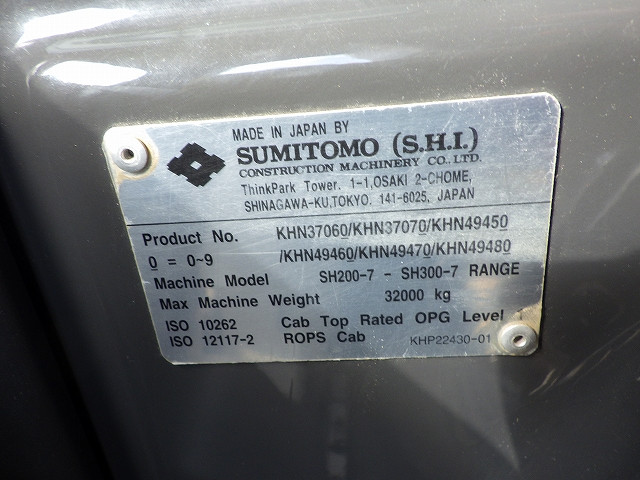 MADE IN JAPAN BY
SUMITOMO (S.H.I.)
CONSTRUCTION MACHINERY CO., LTD.
ThinkPark Tower. 1-1,OSAKI 2-CHOME,
SHINAGAWA-KU,TOKYO. 141-6025, JAPAN
Product No. KHN37060/KHN37070/KHN49450
0 = 0~9 /KHN49460/KHN49470/KHN49480
Machine Model SH200-7 - SH300-7 RANGE
Max Machine Weight 32000 kg
ISO 10262 Cab Top Rated OPG Level 1
ISO 12117-2 ROPS Cab KHP22430-01